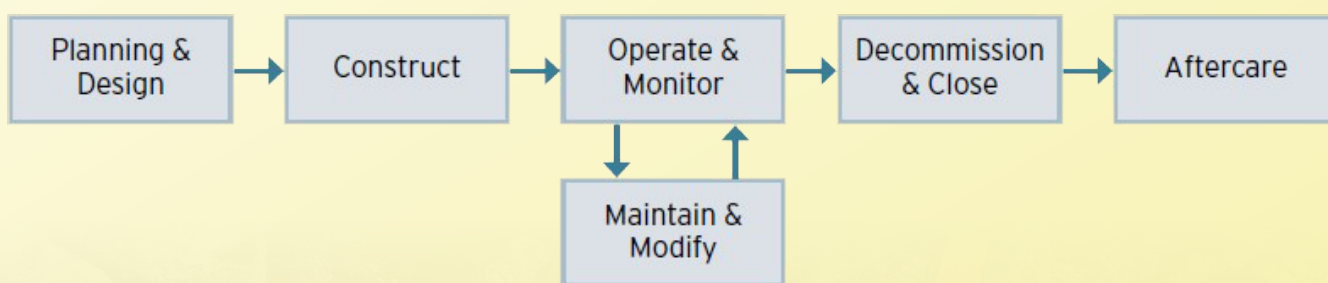 Planning &
Design
Construct
Operate &
Monitor
Decommission
& Close
Aftercare
Maintain &
Modify